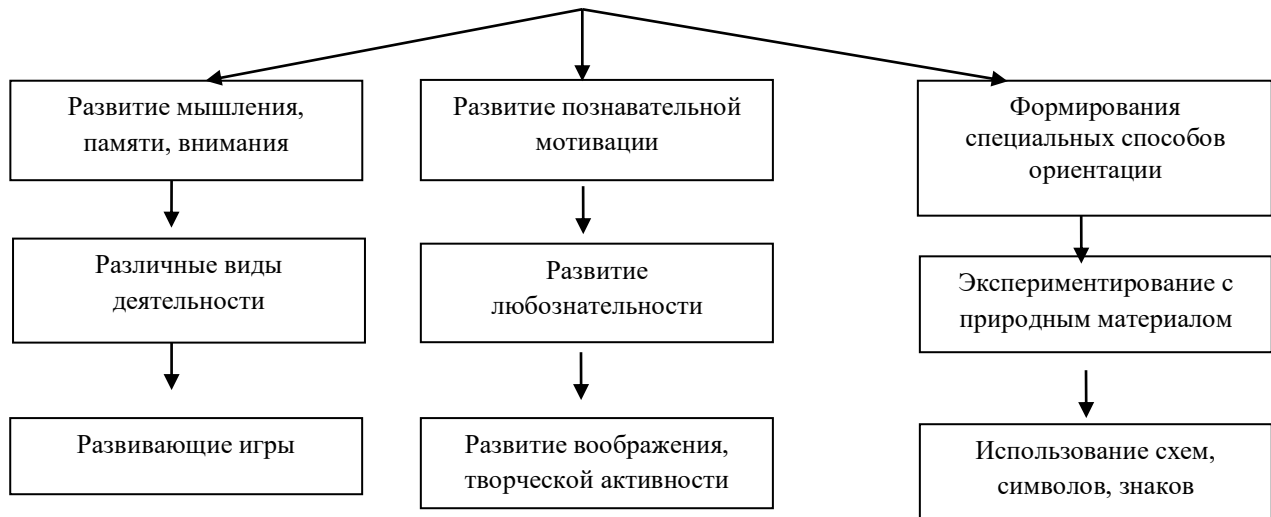 Развитие мышления,
памяти, внимания
Различные виды
деятельности
Развивающие игры
Развитие познавательной
мотивации
Развитие
любознательности
Развитие воображения,
творческой активности
Формирования
специальных способов
ориентации
Экспериментирование с
природным материалом
Использование схем,
символов, знаков